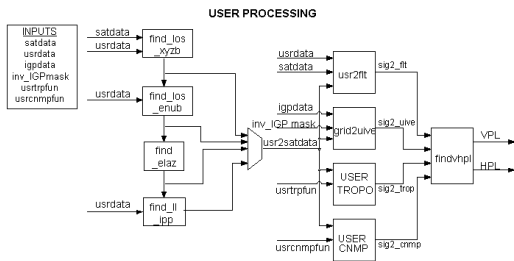 USER PROCESSING
INPUTS
satdata
usrdata
igpdata
inv_IGPmask
usrtrpfun
usrcnmpfun
satdata
usrdata
find_los
_xyzb
usrdata
find_los
_enub
find
_elaz
usrdata
find_ll
_ipp
usr2satdata
usrdata
satdata
usr2flt
sig2_flt
igpdata
inv_IGP mask
grid2uive
sig2_uive
usrtrpfun
USER
TROPO
sig2_trop
usrcnmpfun
USER
CNMP
sig2_cnmp
findvhpl
VPL
HPL